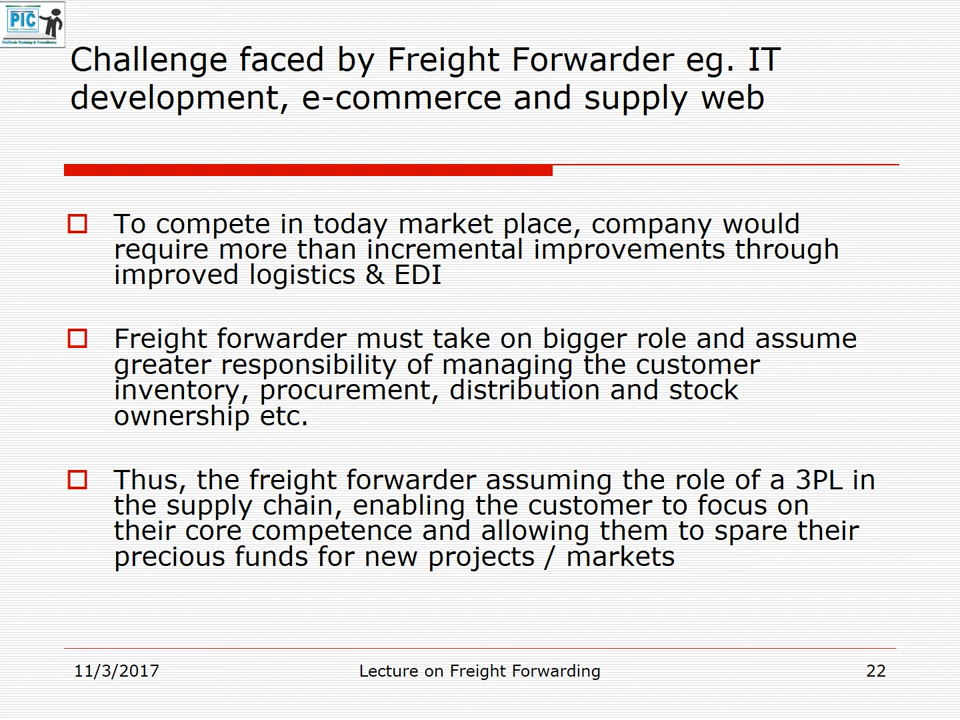 PIC
Challenge faced by Freight Forwarder eg. IT
development, e-commerce and supply web
To compete in today market place, company would
require more than incremental improvements through
improved logistics & EDI
Freight forwarder must take on bigger role and assume
greater responsibility of managing the customer
inventory, procurement, distribution and stock
ownership etc.
Thus, the freight forwarder assuming the role of a 3PL in
the supply chain, enabling the customer to focus on
their core competence and allowing them to spare their
precious funds for new projects / markets
11/3/2017
Lecture on Freight Forwarding
22